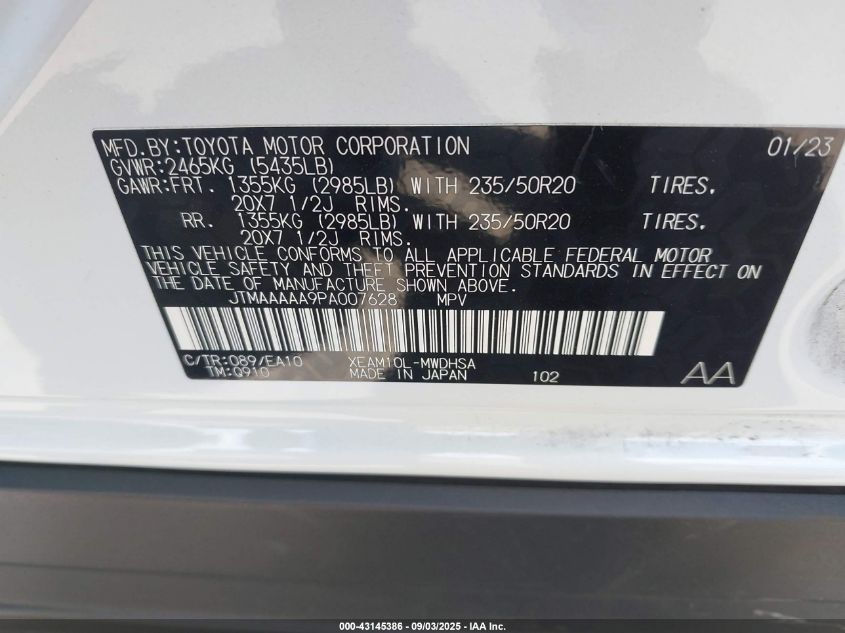 MFD.BY:TOYOTA MOTOR CORPORATION 01/23
GVWR:2465KG (5435LB)
GAWR:FRT. 1355KG (2985LB) WITH 235/50R20 TIRES.
20X7 1/2J RIMS.
RR. 1355KG (2985LB) WITH 235/50R20 TIRES.
20X7 1/2J RIMS.
THIS VEHICLE CONFORMS TO ALL APPLICABLE FEDERAL MOTOR
VEHICLE SAFETY AND THEFT PREVENTION STANDARDS IN EFFECT ON
THE DATE OF MANUFACTURE SHOWN ABOVE.
JTMAAAAA9PA007628 MPV
C/TR:089/EA10 XEAM10L-MWDHSA
TM:Q910 MADE IN JAPAN 102 AA
000-43145386 - 09/03/2025 - IAA Inc.